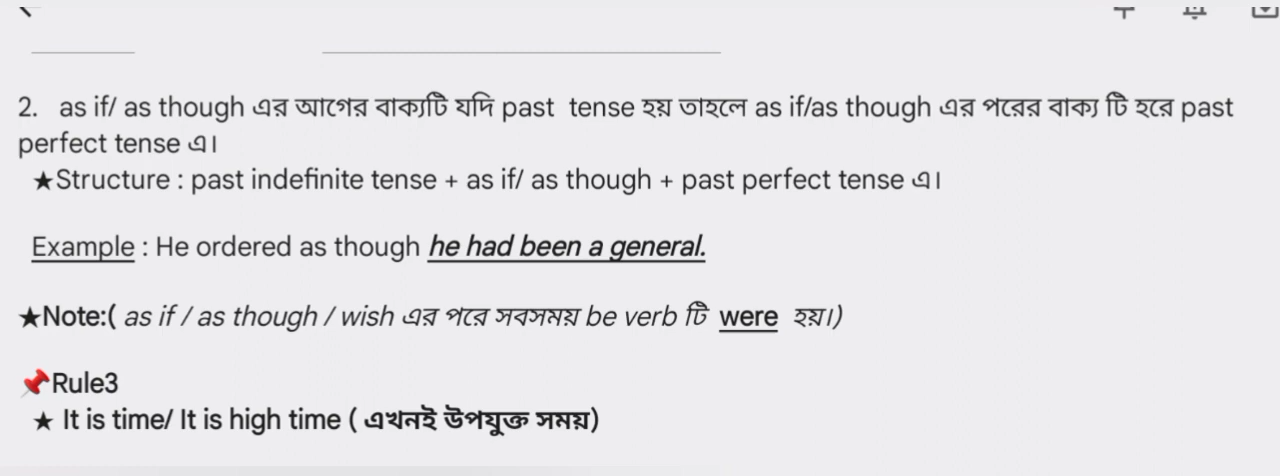 2. as if/ as though এর আগের বাক্যটি যদি past tense হয় তাহলে as if/as though এর পরের বাক্য টি হবে past
perfect tense এ।
★Structure : past indefinite tense + as if/ as though + past perfect tense এ।
Example : He ordered as though he had been a general.
★Note:( as if / as though / wish এর পরে সবসময় be verb টি were হয়।)
📌Rule3
★ It is time/ It is high time ( এখনই উপযুক্ত সময়)